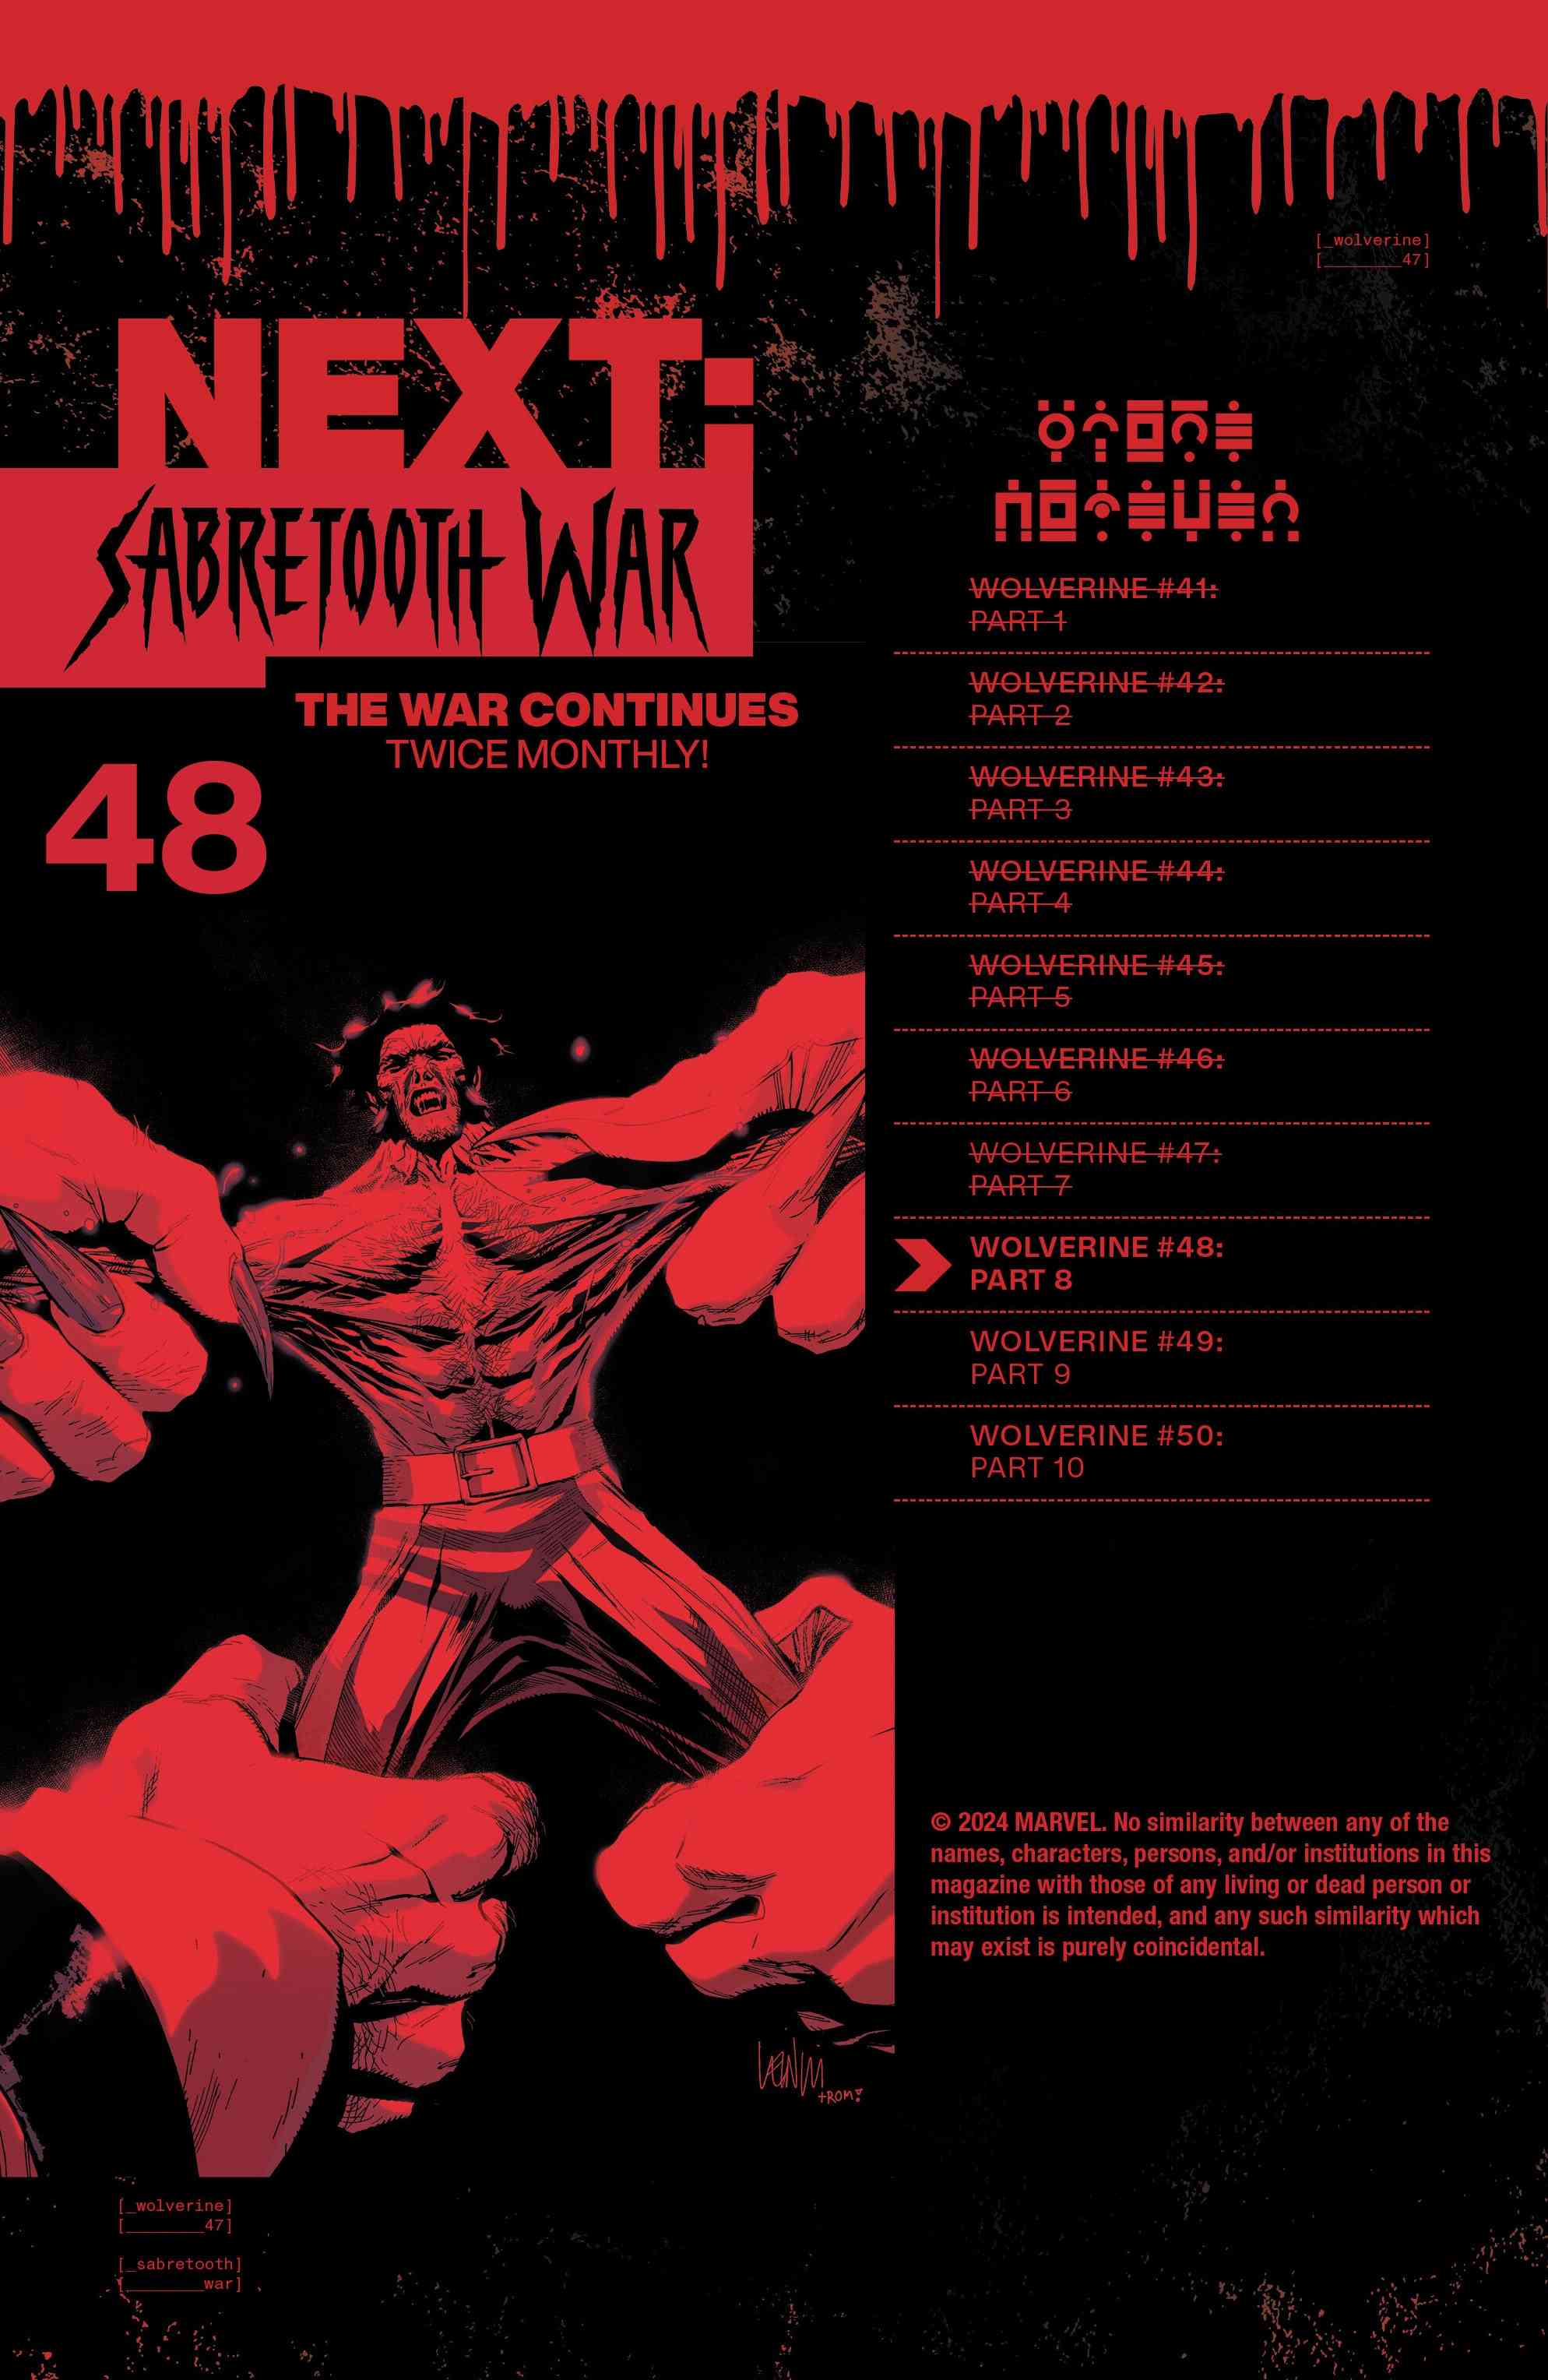 [_wolverine]
[________47]
NEXT:
SABRETOOTH WAR
THE WAR CONTINUES
TWICE MONTHLY!
48
WOLVERINE #41:
PART 1
WOLVERINE #42:
PART 2
WOLVERINE #43:
PART 3
WOLVERINE #44:
PART 4
WOLVERINE #45:
PART 5
WOLVERINE #46:
PART 6
WOLVERINE #47:
PART 7
WOLVERINE #48:
PART 8
WOLVERINE #49:
PART 9
WOLVERINE #50:
PART 10
© 2024 MARVEL. No similarity between any of the
names, characters, persons, and/or institutions in this
magazine with those of any living or dead person or
institution is intended, and any such similarity which
may exist is purely coincidental.
[_wolverine]
[________47]
[_sabretooth]
[________war]